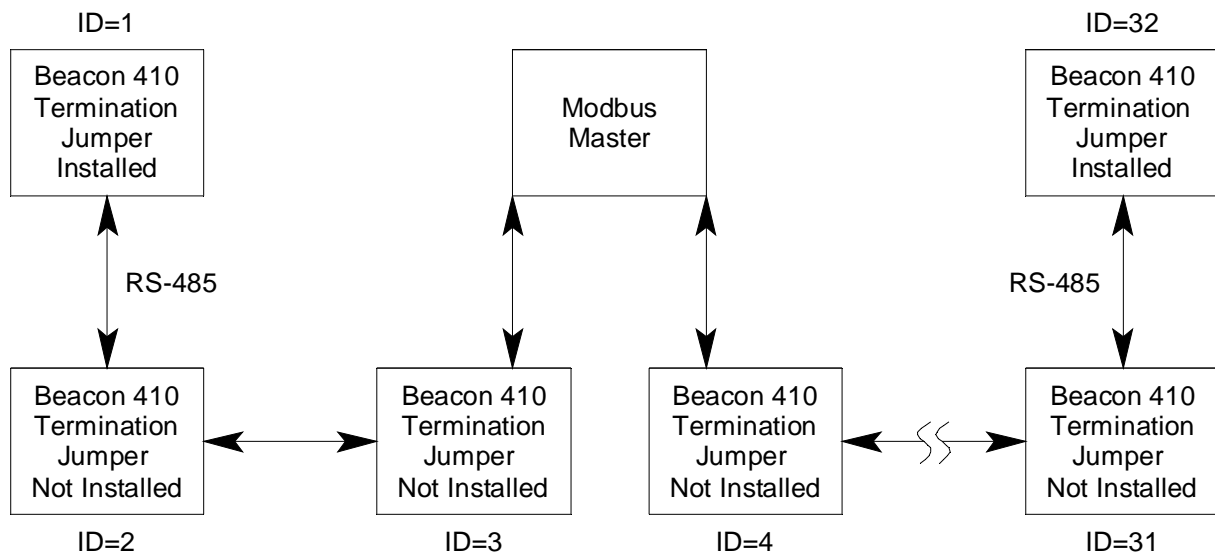 ID=1
ID=32
Beacon 410
Termination
Jumper
Installed
Modbus
Master
Beacon 410
Termination
Jumper
Installed
RS-485
RS-485
Beacon 410
Termination
Jumper
Not Installed
Beacon 410
Termination
Jumper
Not Installed
Beacon 410
Termination
Jumper
Not Installed
Beacon 410
Termination
Jumper
Not Installed
ID=2
ID=3
ID=4
ID=31